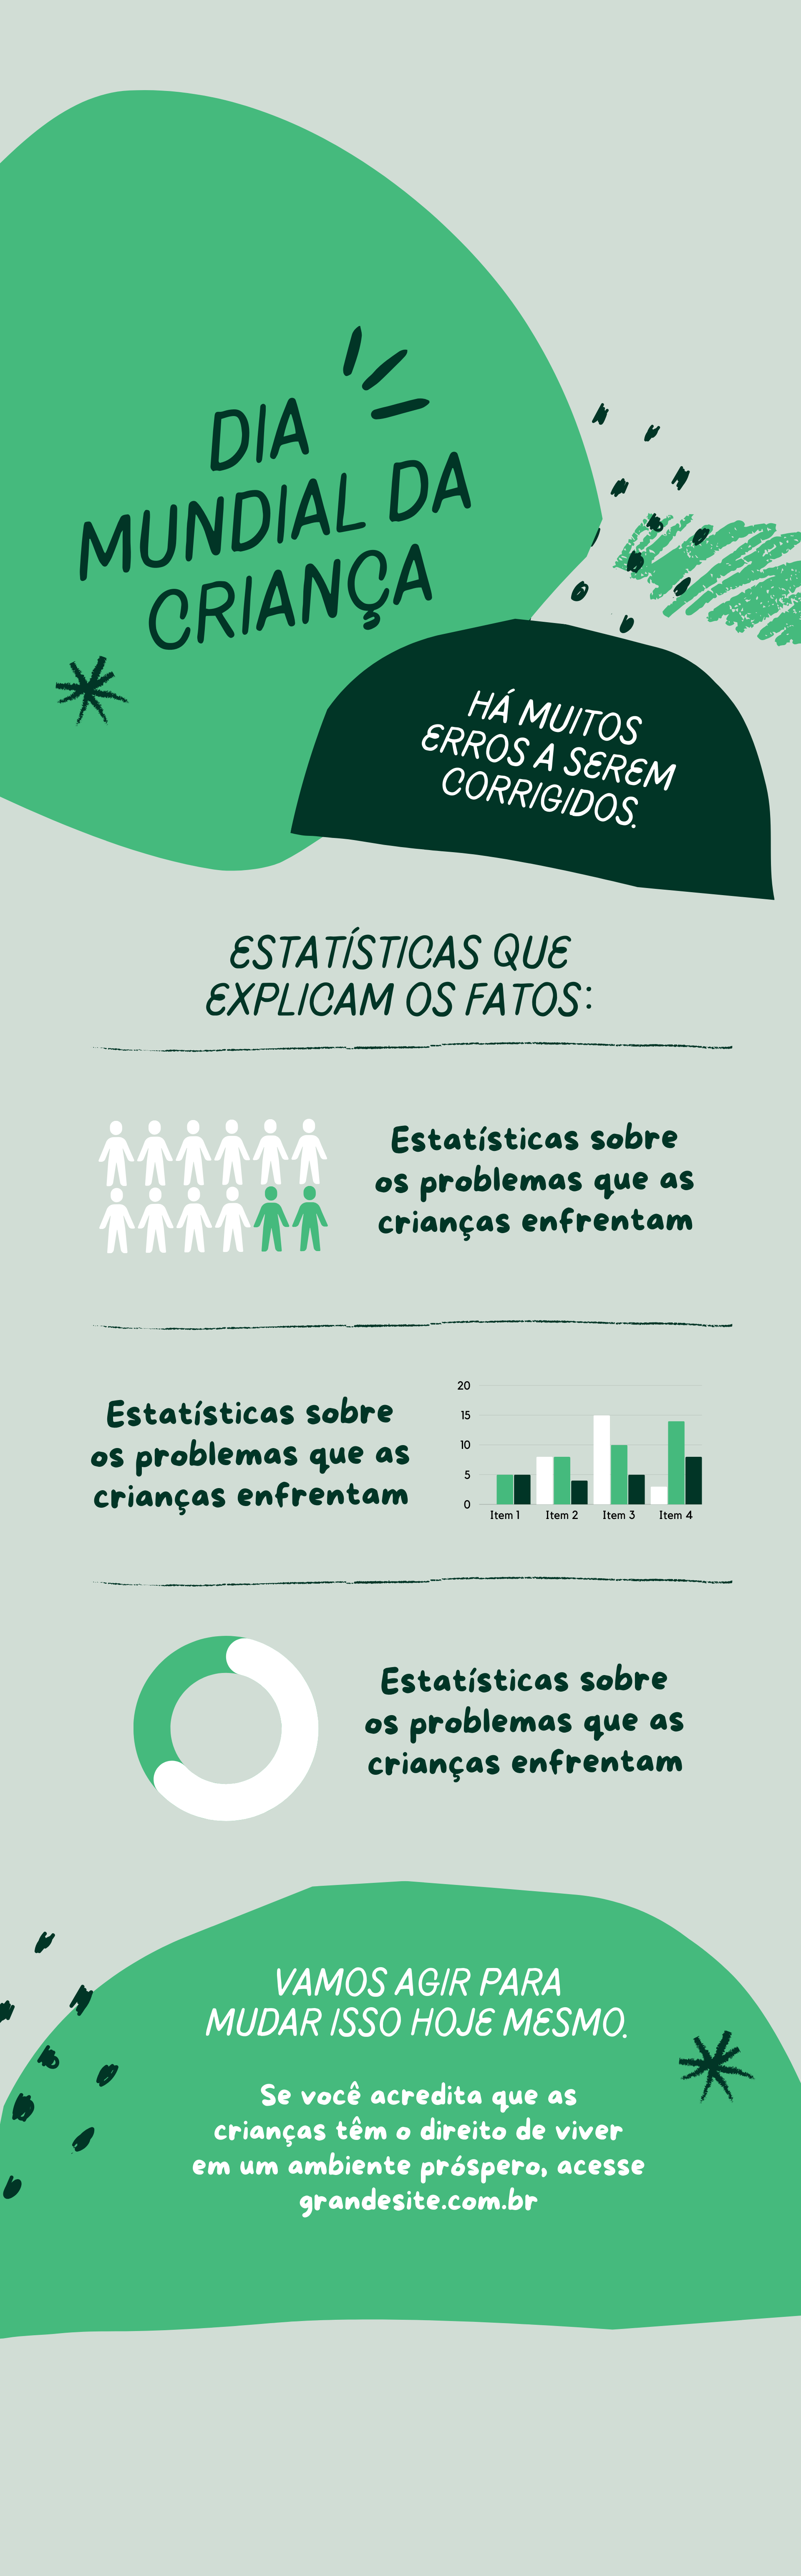 DIA
MUNDIAL DA
CRIANÇA
HÁ MUITOS
ERROS A SEREM
CORRIGIDOS.
ESTATÍSTICAS QUE
EXPLICAM OS FATOS:
Estatísticas sobre
os problemas que as
crianças enfrentam
Estatísticas sobre
os problemas que as
crianças enfrentam
20
15
10
5
0
Item 1 Item 2 Item 3 Item 4
Estatísticas sobre
os problemas que as
crianças enfrentam
VAMOS AGIR PARA
MUDAR ISSO HOJE MESMO.
Se você acredita que as
crianças têm o direito de viver
em um ambiente próspero, acesse
grandesite.com.br